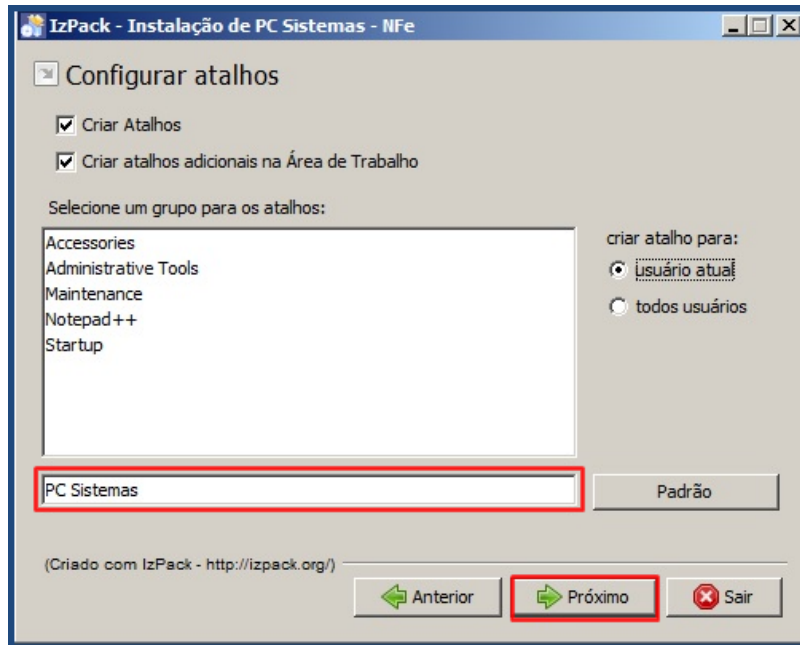 IzPack - Instalação de PC Sistemas - NFe
Configurar atalhos
Criar Atalhos
Criar atalhos adicionais na Área de Trabalho
Selecione um grupo para os atalhos:
Accessories
Administrative Tools
Maintenance
Notepad++
Startup
criar atalho para:
usuário atual
todos usuários
PC Sistemas
Padrão
(Criado com IzPack - http://izpack.org/)
Anterior
Próximo
Sair